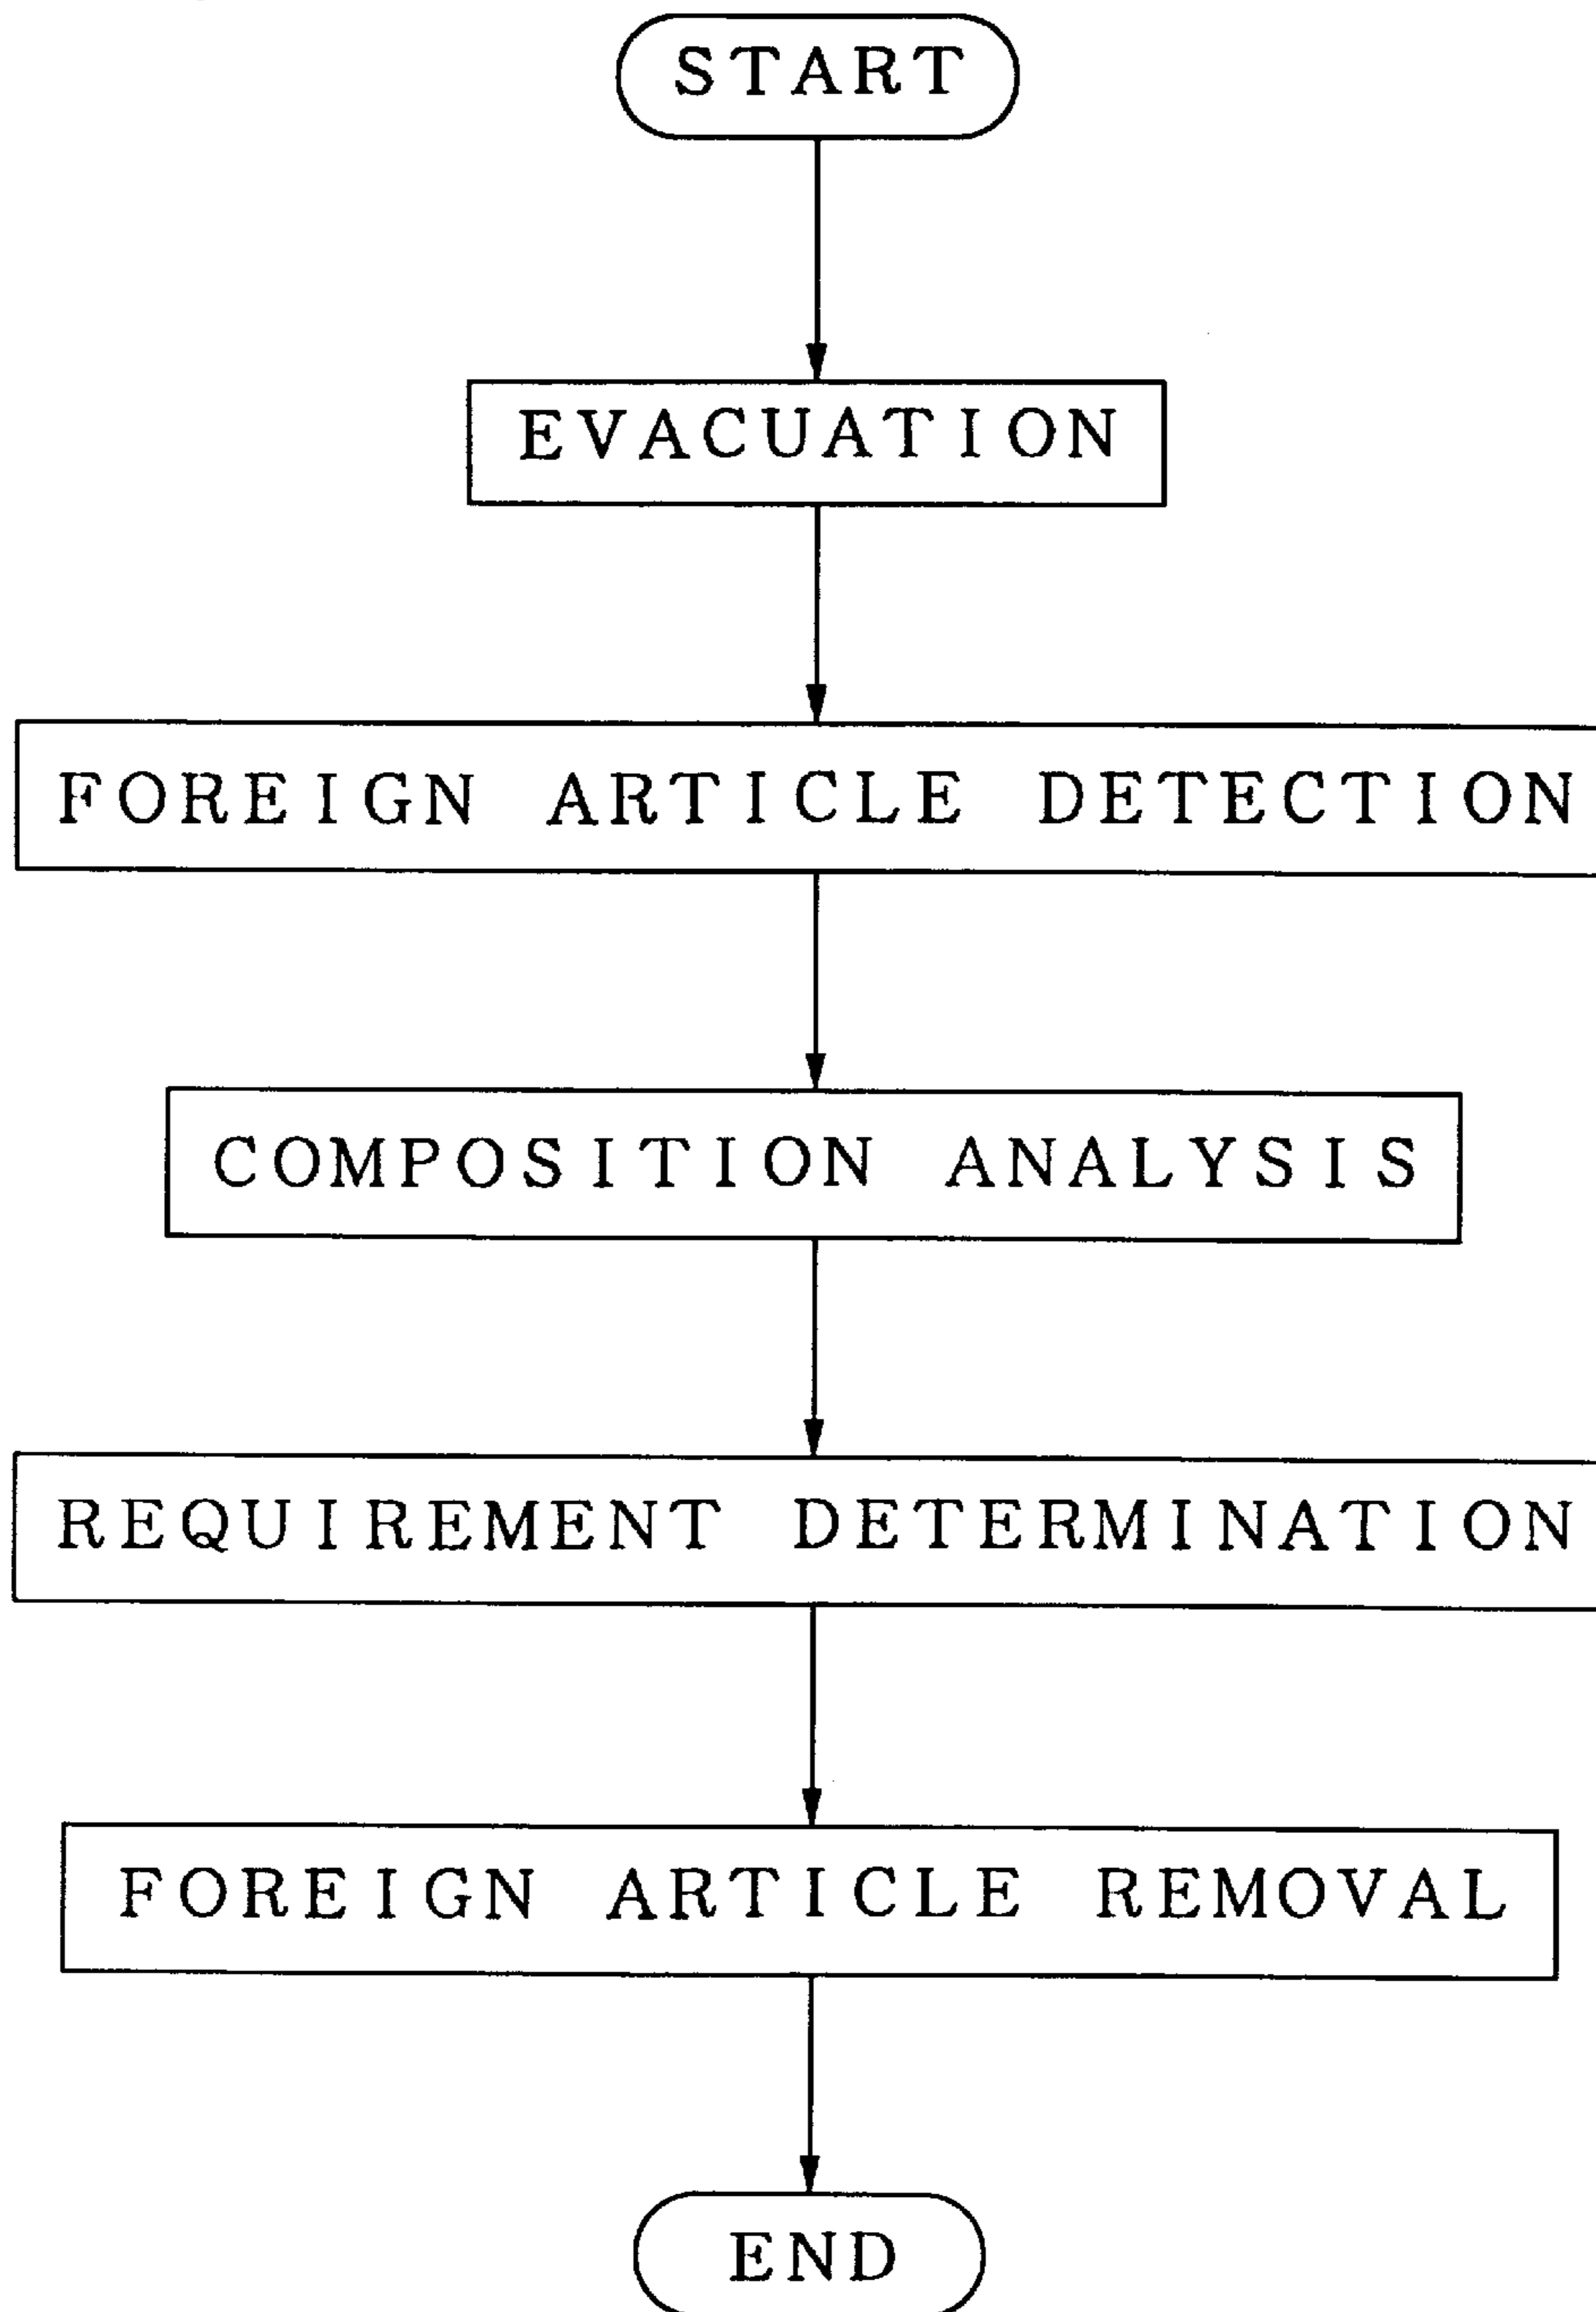 START
EVACUATION
FOREIGN ARTICLE DETECTION
COMPOSITION ANALYSIS
REQUIREMENT DETERMINATION
FOREIGN ARTICLE REMOVAL
END